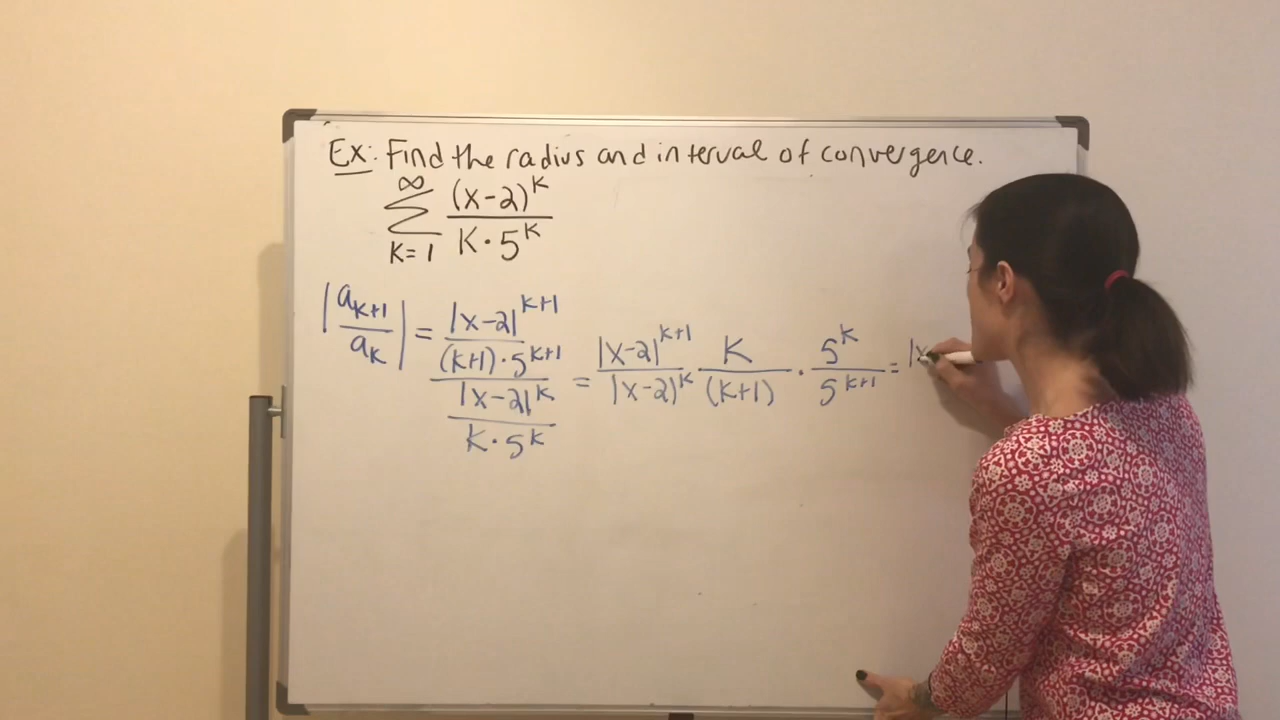 Ex: Find the radius and interval of convergence.
∞
Σ (x-2)^k / k·5^k
k=1
|a_{k+1} / a_k| = (|x-2|^{k+1} / (k+1)·5^{k+1}) / (|x-2|^k / k·5^k) = |x-2|^{k+1} / |x-2|^k k / (k+1) · 5^k / 5^{k+1} = |x